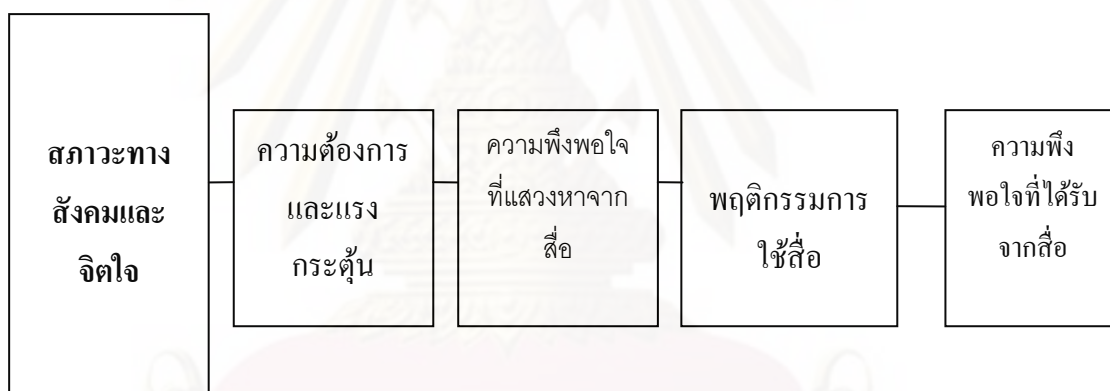 สภาวะทาง
สังคมและ
จิตใจ
ความต้องการ
และแรง
กระตุ้น
ความพึงพอใจ
ที่แสวงหาจาก
สื่อ
พฤติกรรมการ
ใช้สื่อ
ความพึง
พอใจที่ได้รับ
จากสื่อ